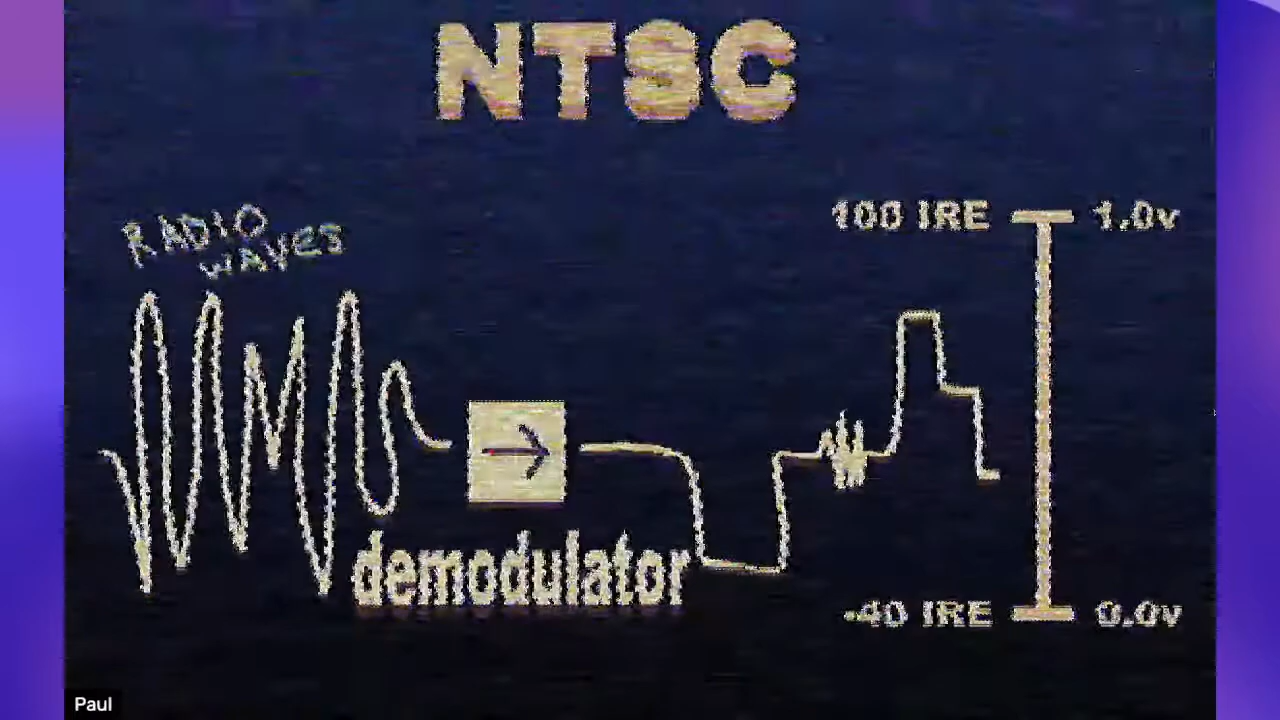 NTSC
RADIO
WAVES
100 IRE 1.0v
demodulator
-40 IRE 0.0v
Paul